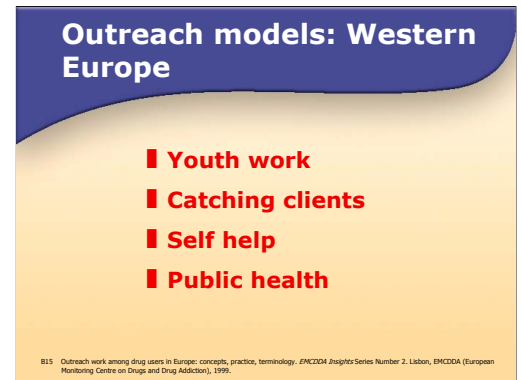 Outreach models: Western
Europe
Youth work
Catching clients
Self help
Public health
B15 Outreach work among drug users in Europe: concepts, practice, terminology. EMCDDA Insights Series Number 2. Lisbon, EMCDDA (European
Monitoring Centre on Drugs and Drug Addiction), 1999.